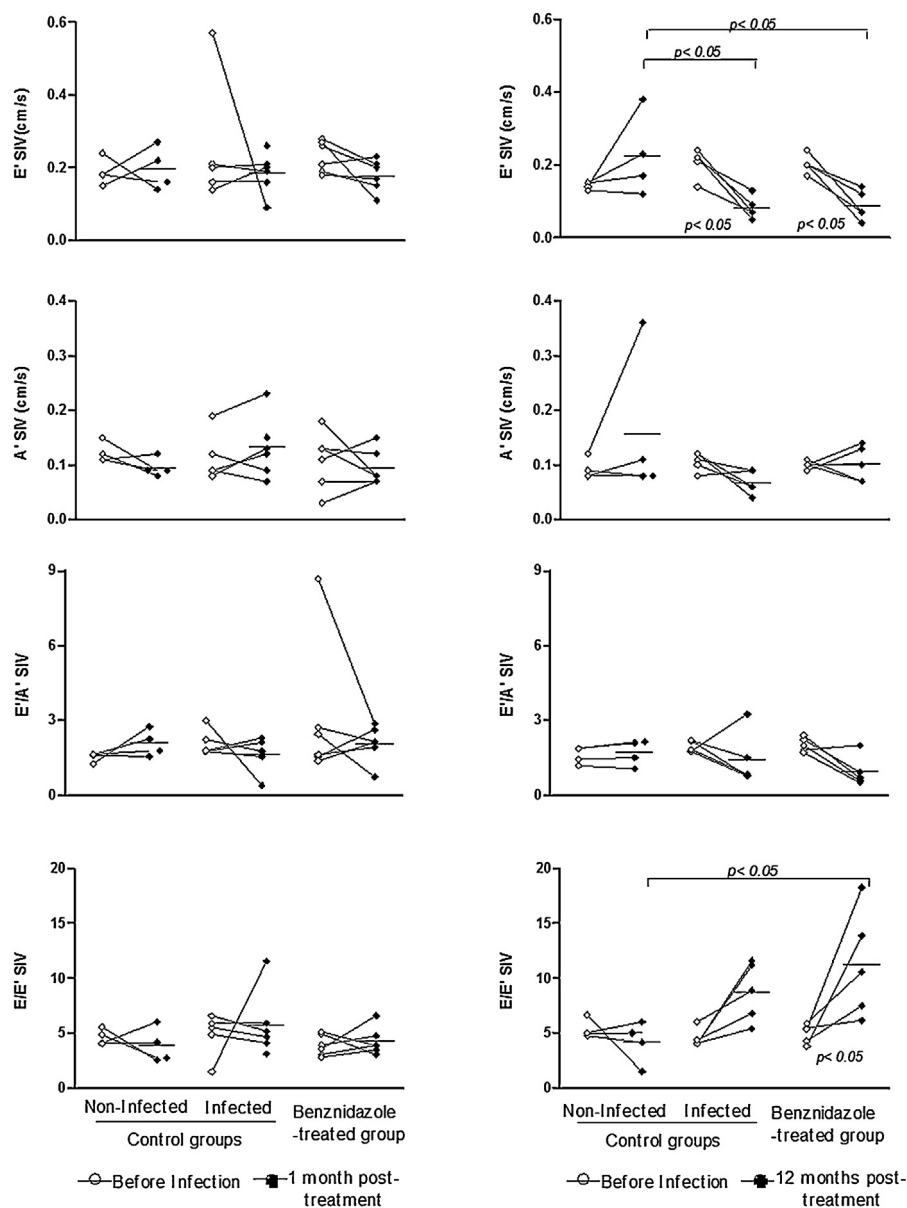 E' SIV(cm/s)
0.6
0.4
0.2
0.0
E' SIV (cm/s)
0.6
0.4
0.2
0.0
p< 0.05
p< 0.05
p< 0.05
p< 0.05
A' SIV (cm/s)
0.4
0.3
0.2
0.1
0.0
A' SIV (cm/s)
0.4
0.3
0.2
0.1
0.0
E'/A' SIV
9
6
3
0
E'/A' SIV
9
6
3
0
E/E' SIV
20
15
10
5
0
E/E' SIV
20
15
10
5
0
p< 0.05
p< 0.05
Non-Infected
Infected
Benznidazole
-treated group
Control groups
Non-Infected
Infected
Benznidazole
-treated group
Control groups
Before Infection
1 month post-
treatment
Before Infection
12 months post-
treatment